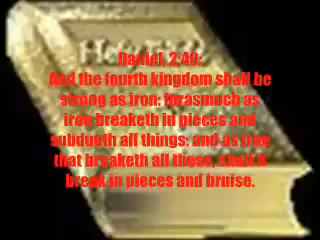 Daniel, 2:40:
And the fourth kingdom shall be
strong as iron: forasmuch as
iron breaketh in pieces and
subdueth all things: and as iron
that breaketh all these, shall it
break in pieces and bruise.